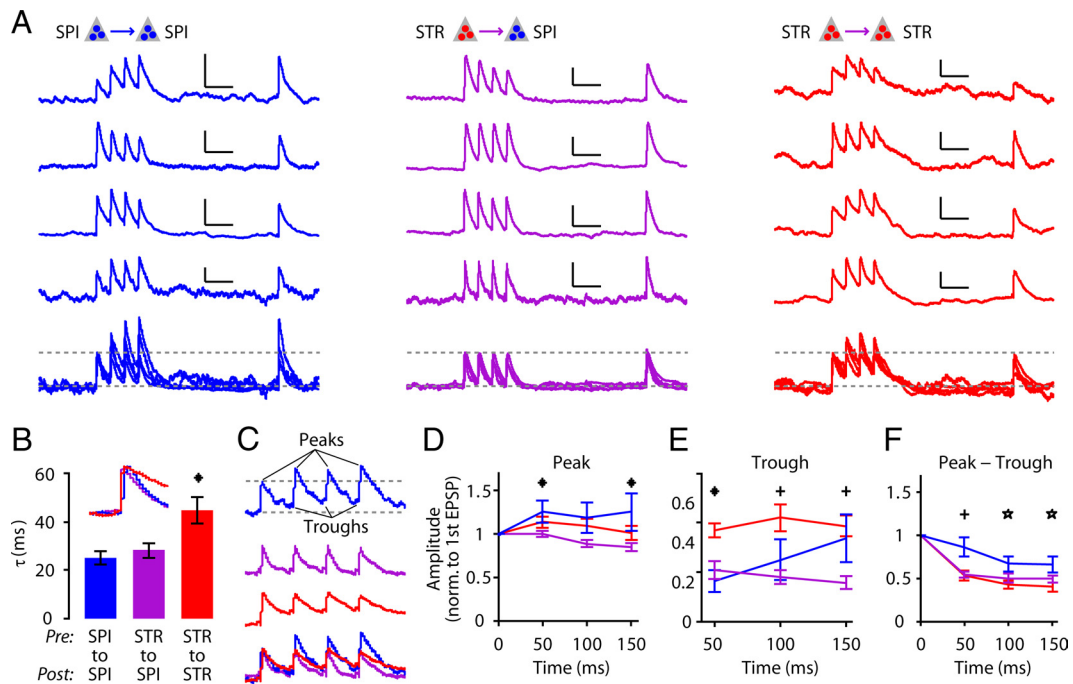 A
SPI SPI
STR SPI
STR STR
B
60
40
20
0
τ (ms)
Pre: SPI STR STR
to to to
Post: SPI SPI STR
C
Peaks
Troughs
D
Peak
Amplitude
(norm. to 1st EPSP)
1.5
1
0.5
0
0 50 100 150
Time (ms)
E
Trough
0.6
0.4
0.2
0
50 100 150
Time (ms)
F
Peak – Trough
1.5
1
0.5
0
0 50 100 150
Time (ms)